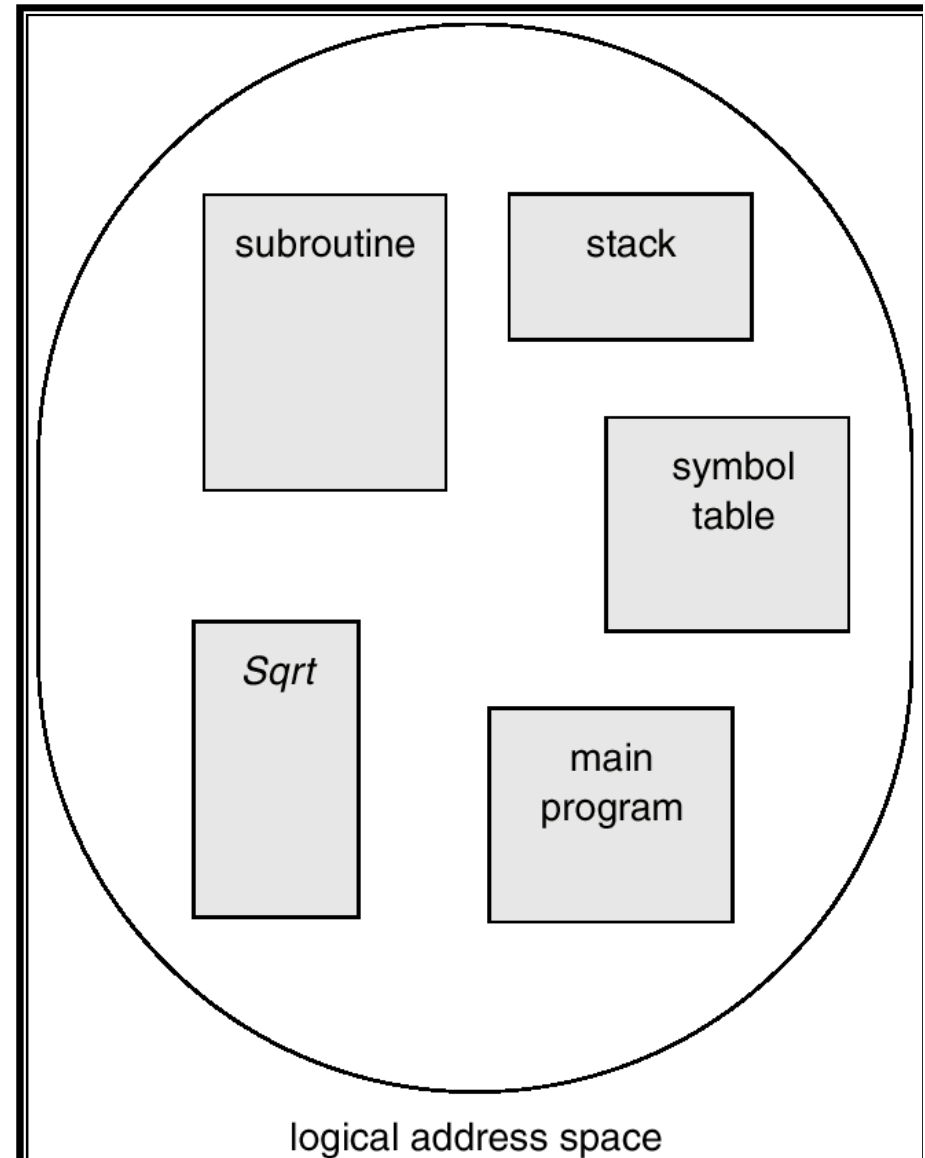 subroutine
stack
symbol
table
Sqrt
main
program
logical address space